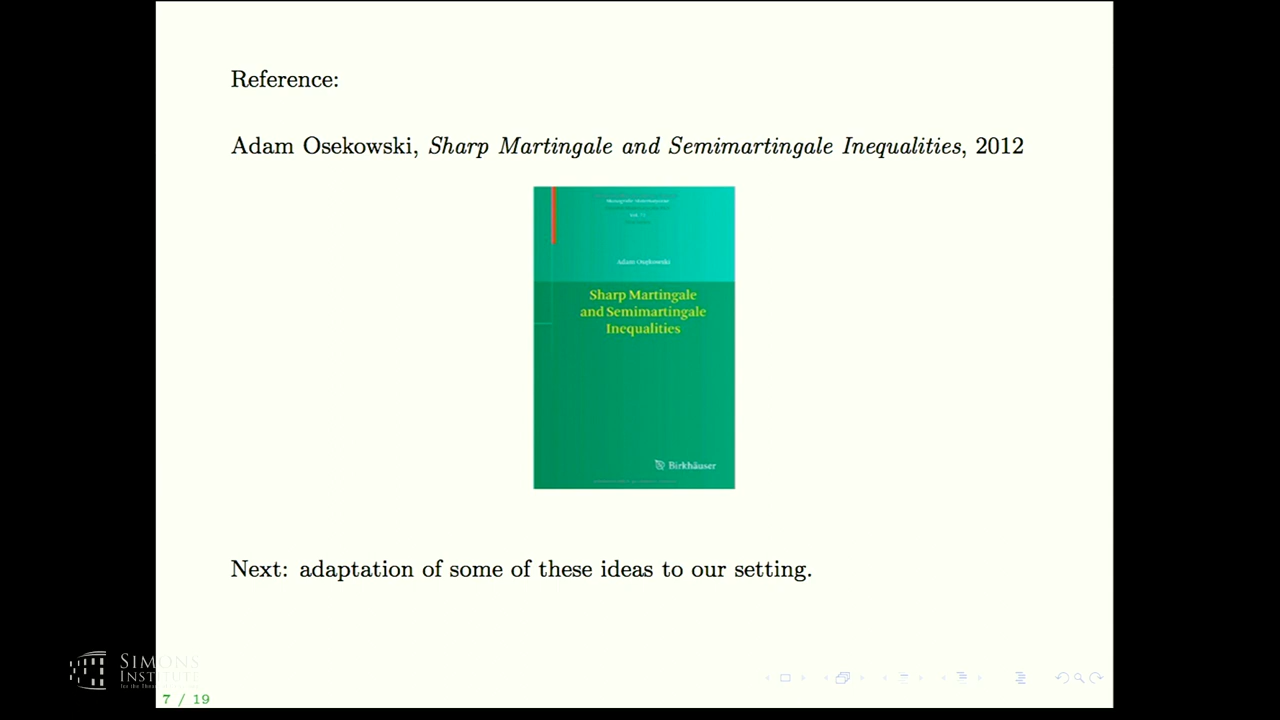 Reference:
Adam Osekowski, Sharp Martingale and Semimartingale Inequalities, 2012
Adam Osękowski
Sharp Martingale
and Semimartingale
Inequalities
Birkhäuser
Next: adaptation of some of these ideas to our setting.
SIMONS
INSTITUTE
7 / 19